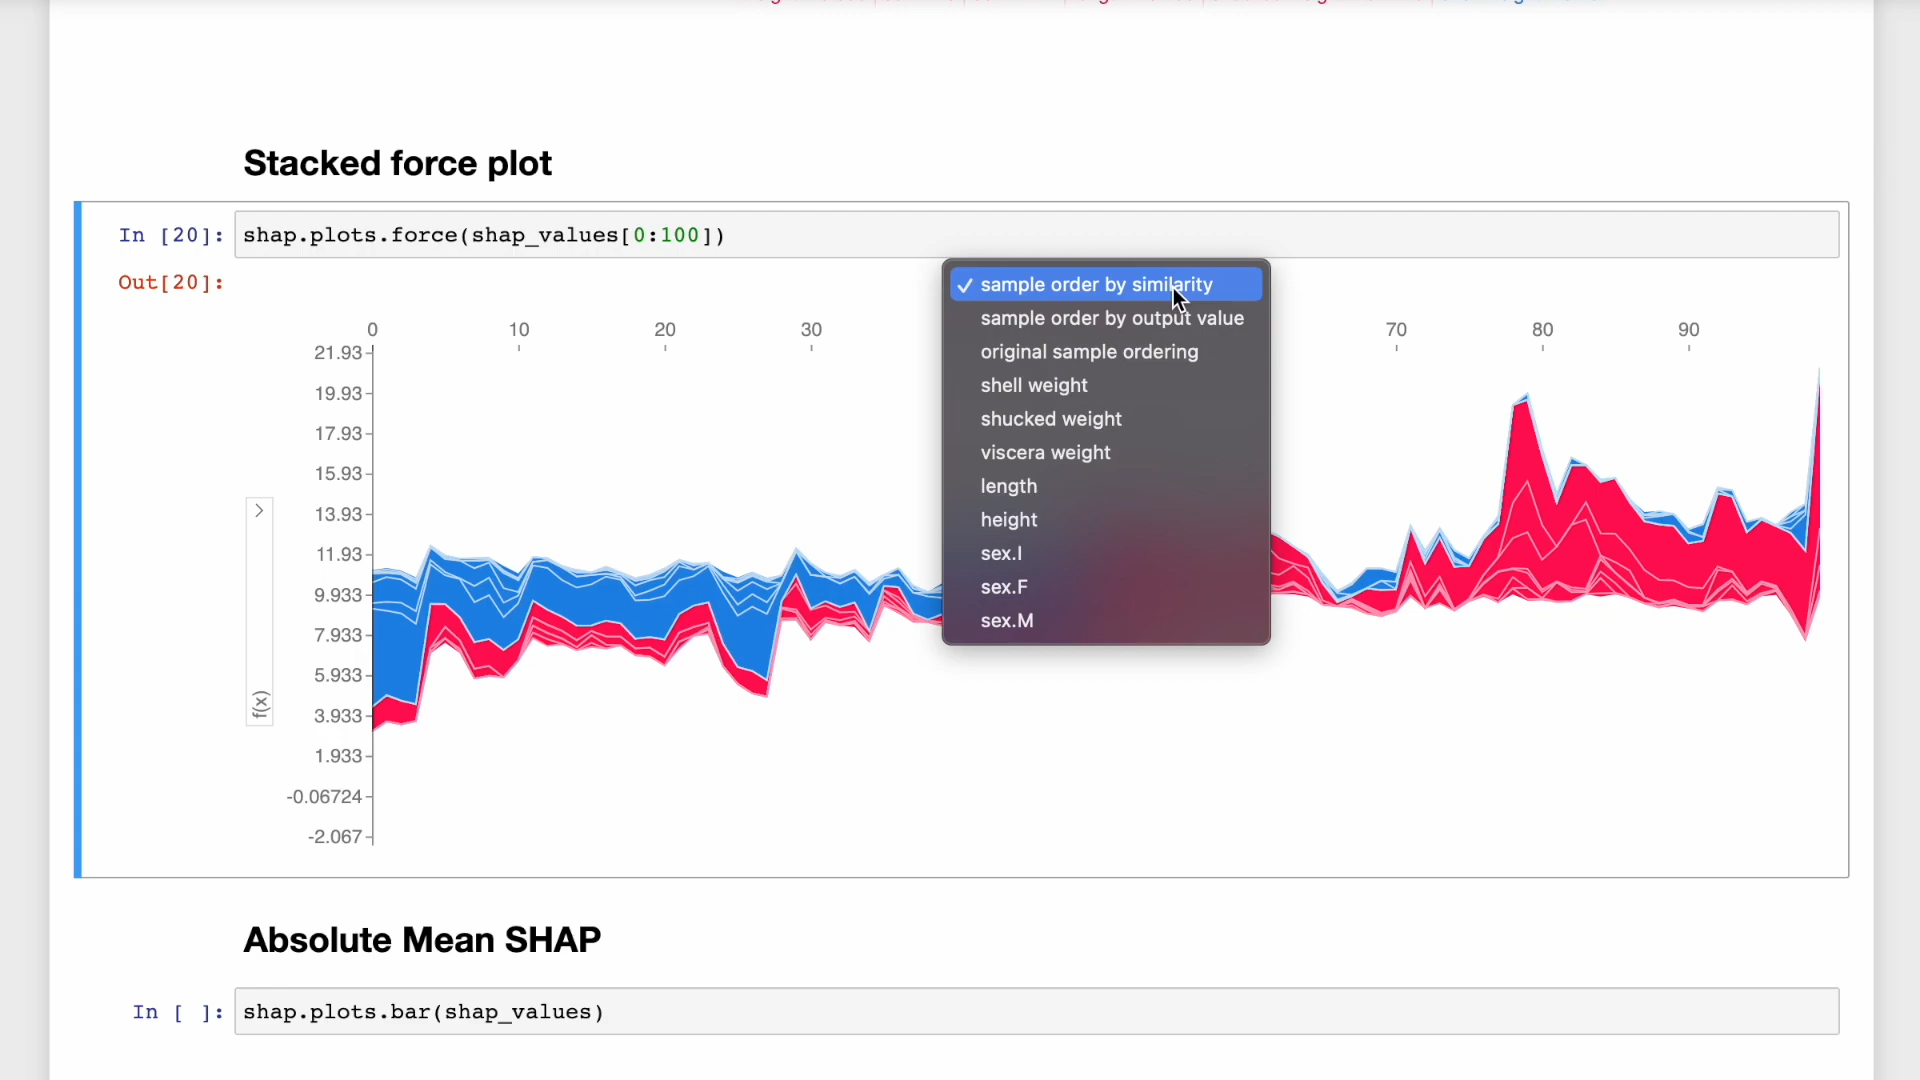 Stacked force plot
In [20]: shap.plots.force(shap_values[0:100])
Out[20]:
✓ sample order by similarity
sample order by output value
original sample ordering
shell weight
shucked weight
viscera weight
length
height
sex.I
sex.F
sex.M
0 10 20 30 70 80 90
21.93
19.93
17.93
15.93
13.93
11.93
9.933
7.933
5.933
3.933
1.933
-0.06724
-2.067
f(x)
Absolute Mean SHAP
In [ ]: shap.plots.bar(shap_values)